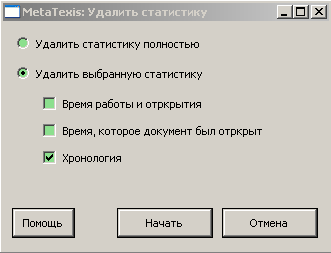 MetaTexis: Удалить статистику
Удалить статистику полностью
Удалить выбранную статистику
Время работы и отркрытия
Время, которое документ был отркрыт
Хронология
Помощь Начать Отмена